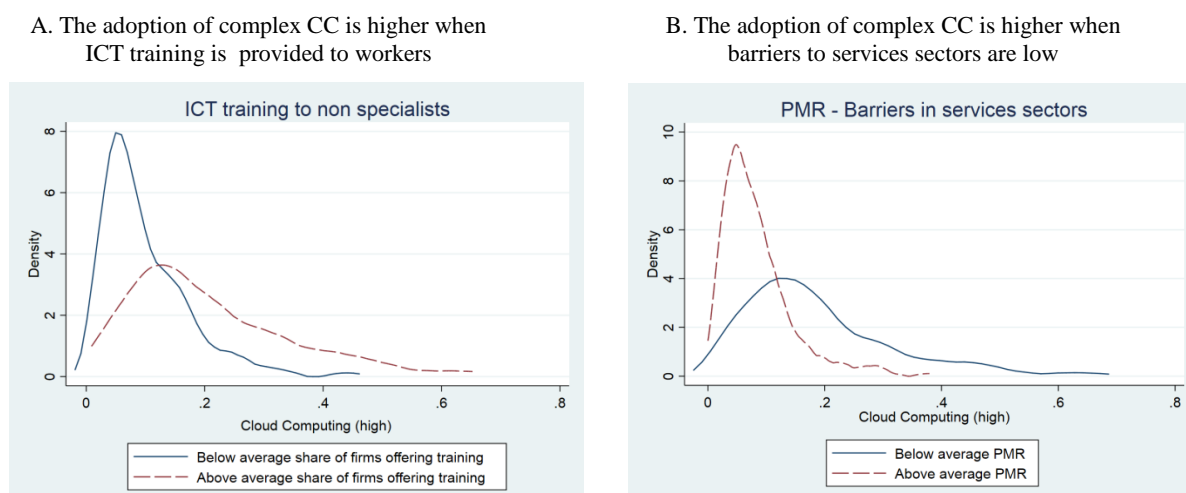 A. The adoption of complex CC is higher when
ICT training is provided to workers
ICT training to non specialists
8
6
4
2
0
Density
0 .2 .4 .6 .8
Cloud Computing (high)
Below average share of firms offering training
Above average share of firms offering training
B. The adoption of complex CC is higher when
barriers to services sectors are low
PMR - Barriers in services sectors
10
8
6
4
2
0
Density
0 .2 .4 .6 .8
Cloud Computing (high)
Below average PMR
Above average PMR